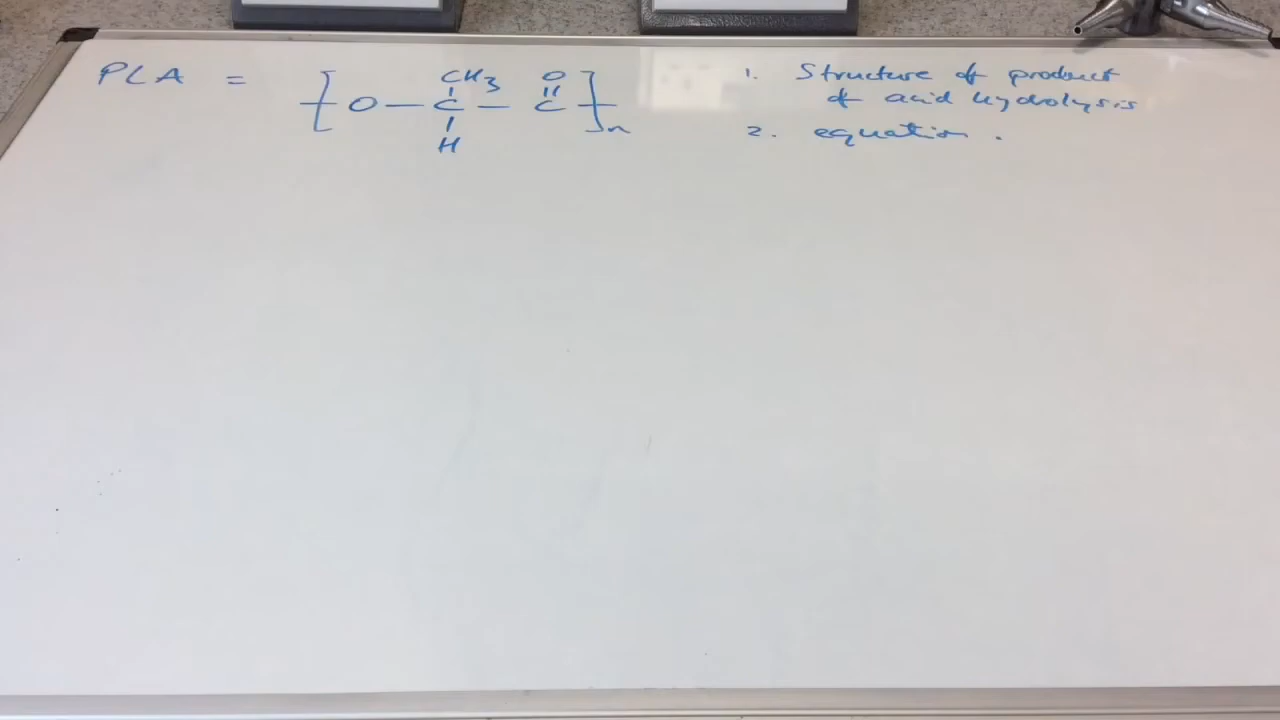 PLA = [ O — C — C ]n
CH3 O
H
1. Structure of product
of acid hydrolysis
2. equation.